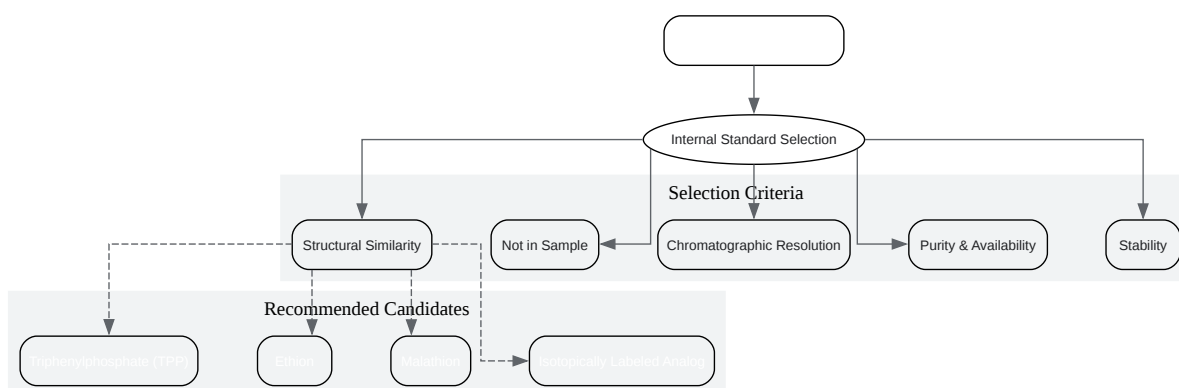 Internal Standard Selection
Selection Criteria
Structural Similarity
Not in Sample
Chromatographic Resolution
Purity & Availability
Stability
Recommended Candidates
Triphenylphosphate (TPP)
Ethion
Malathion
Isotopically Labeled Analog